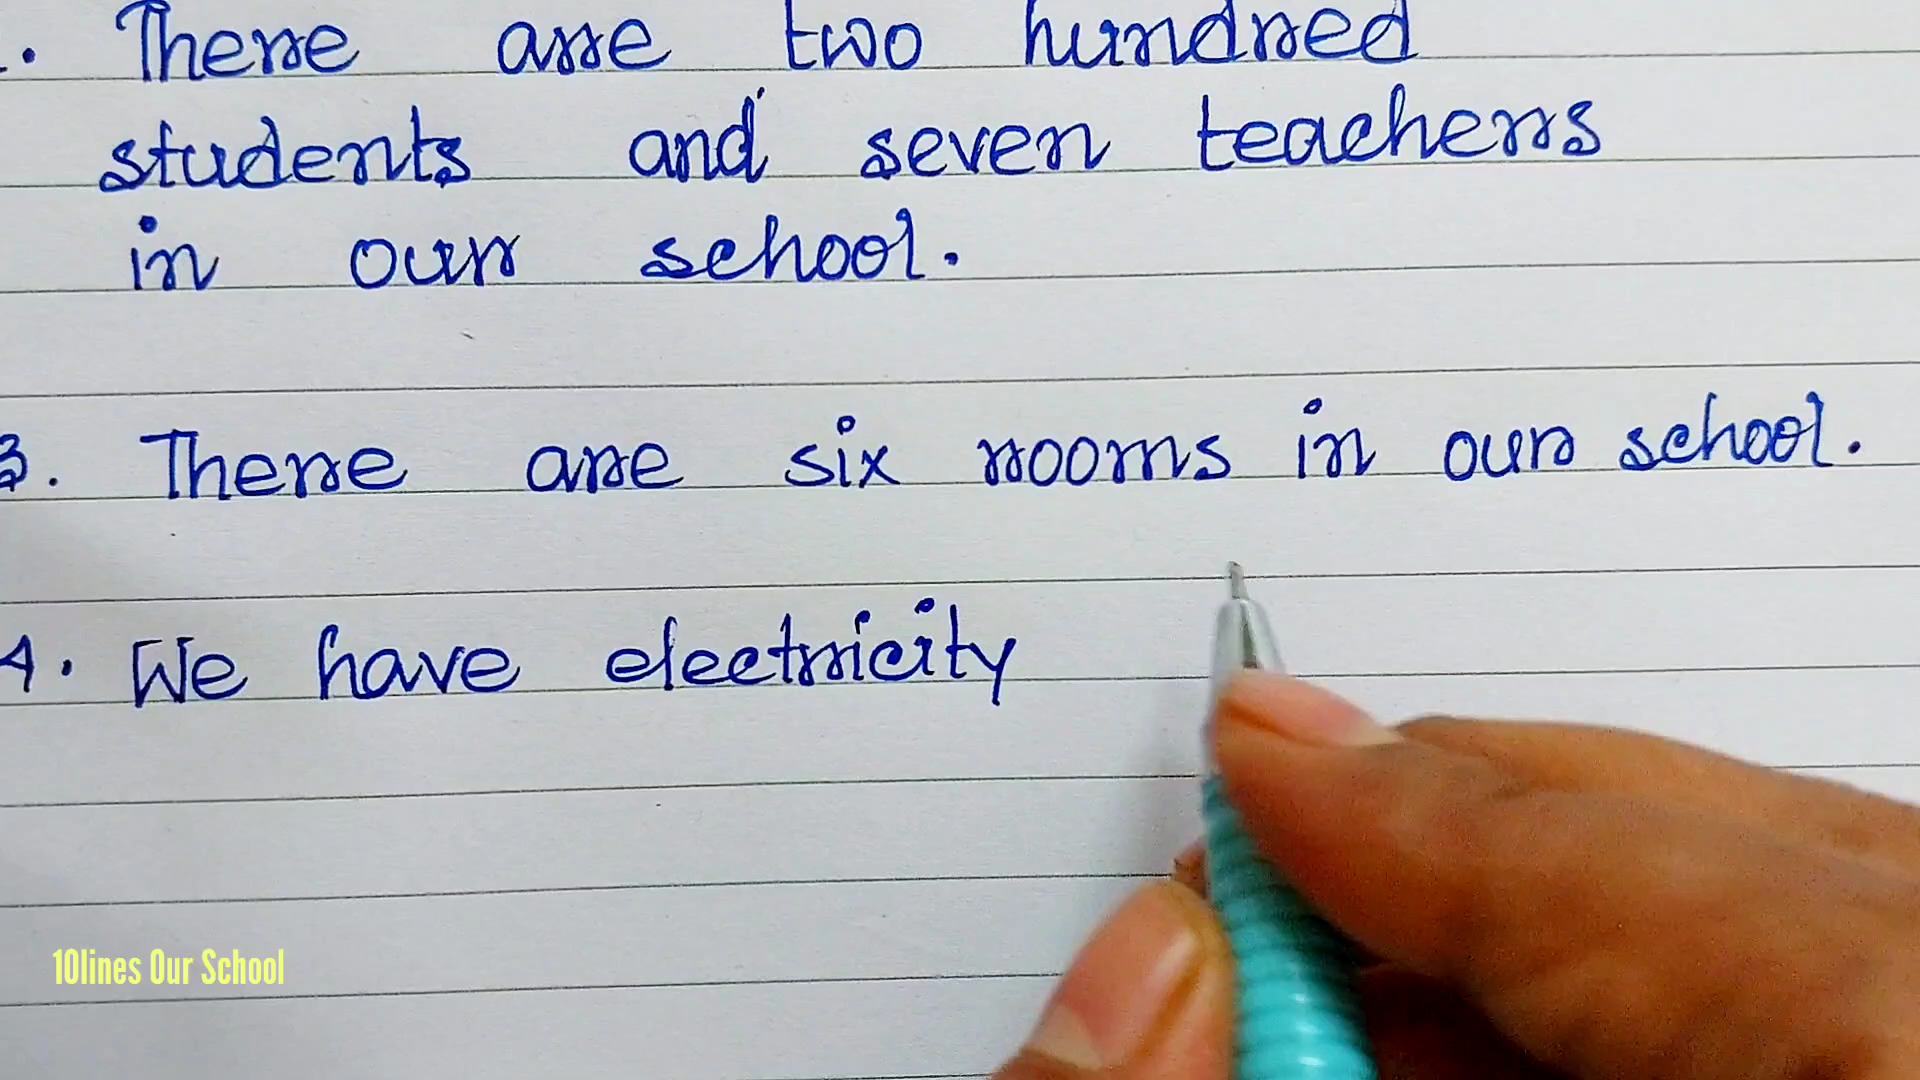 . There are two hundred
students and seven teachers
in our school.
3. There are six rooms in our school.
4. We have electricity
10lines Our School